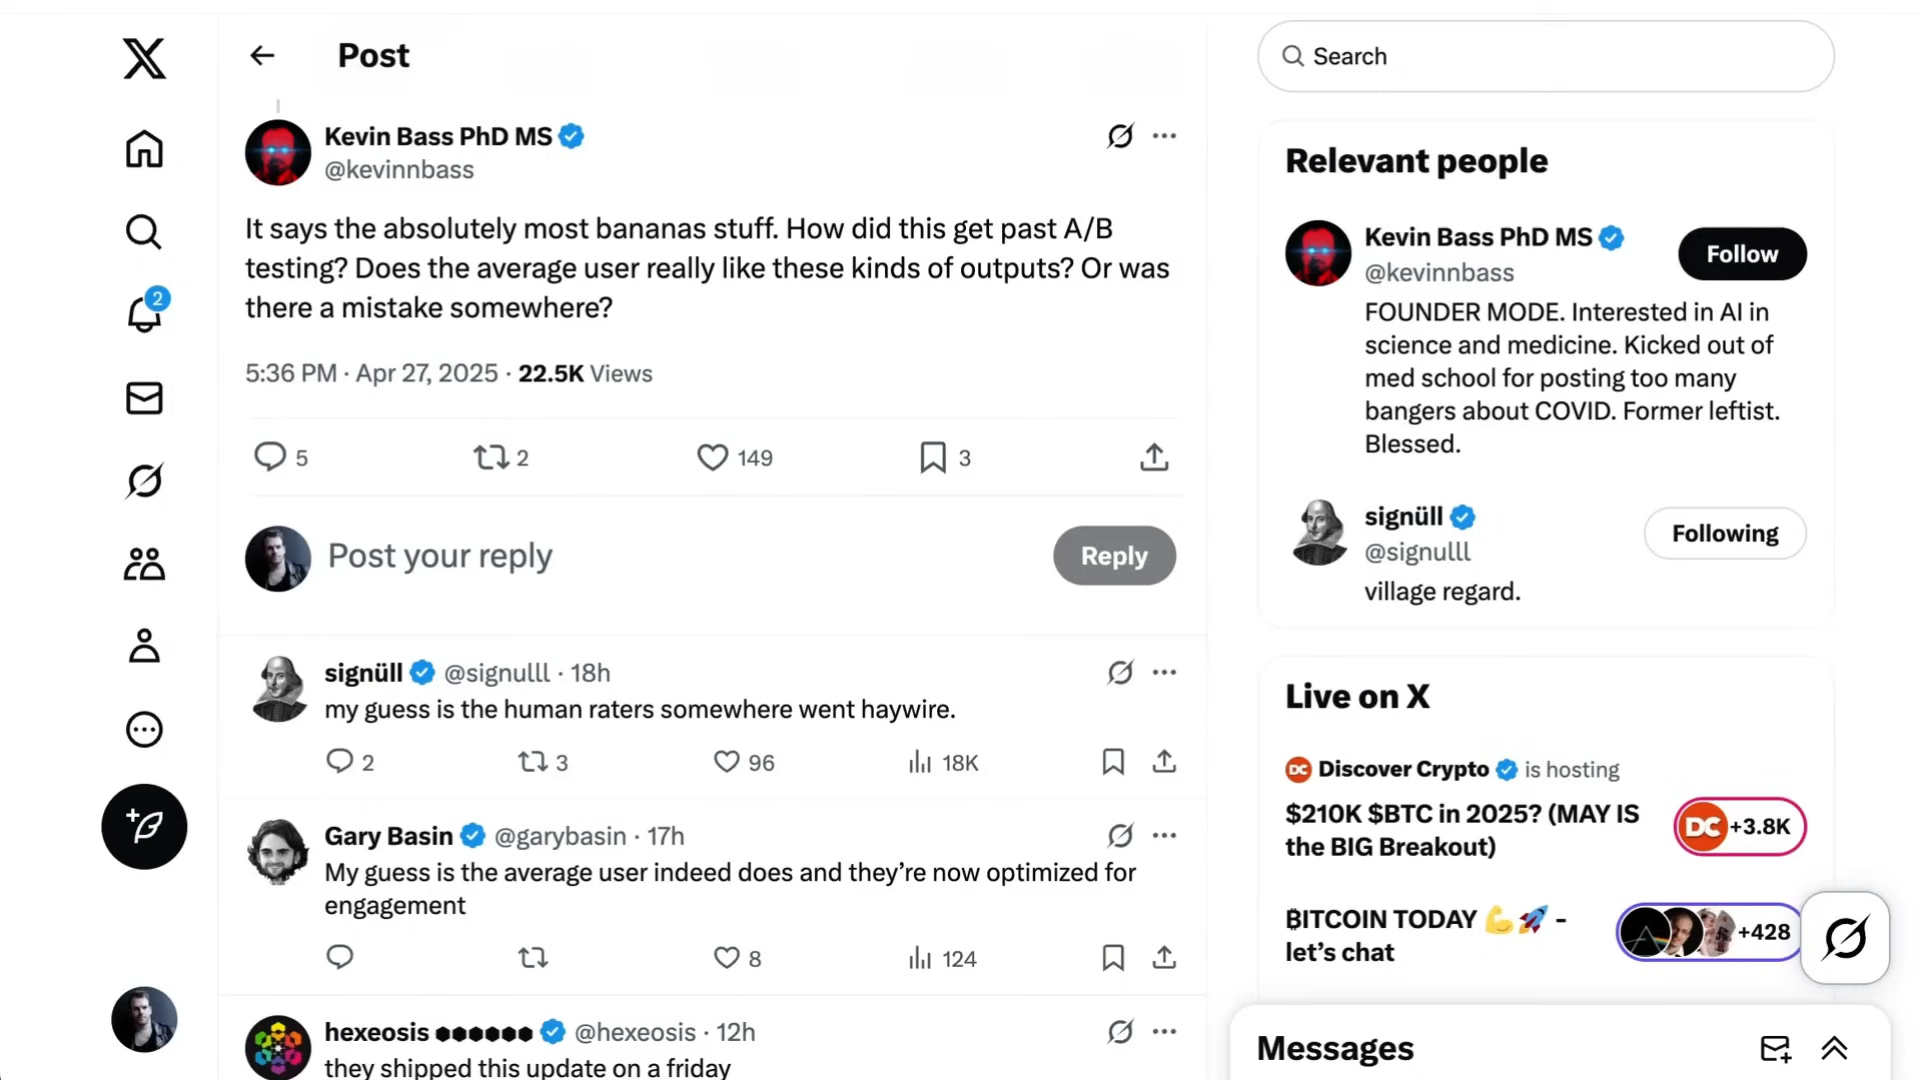 Post
Search
Kevin Bass PhD MS
@kevinnbass
It says the absolutely most bananas stuff. How did this get past A/B
testing? Does the average user really like these kinds of outputs? Or was
there a mistake somewhere?
5:36 PM · Apr 27, 2025 · 22.5K Views
5
2
149
3
Post your reply
Reply
signüll @signulll · 18h
my guess is the human raters somewhere went haywire.
2
3
96
18K
Gary Basin @garybasin · 17h
My guess is the average user indeed does and they’re now optimized for
engagement
8
124
hexeosis ⬢⬢⬢⬢⬢⬢ @hexeosis · 12h
they shipped this update on a friday
2
Relevant people
Kevin Bass PhD MS
@kevinnbass
Follow
FOUNDER MODE. Interested in AI in
science and medicine. Kicked out of
med school for posting too many
bangers about COVID. Former leftist.
Blessed.
signüll
@signulll
Following
village regard.
Live on X
DC Discover Crypto is hosting
$210K $BTC in 2025? (MAY IS
the BIG Breakout)
DC +3.8K
₿ITCOIN TODAY 💪🚀 -
let’s chat
+428
Messages